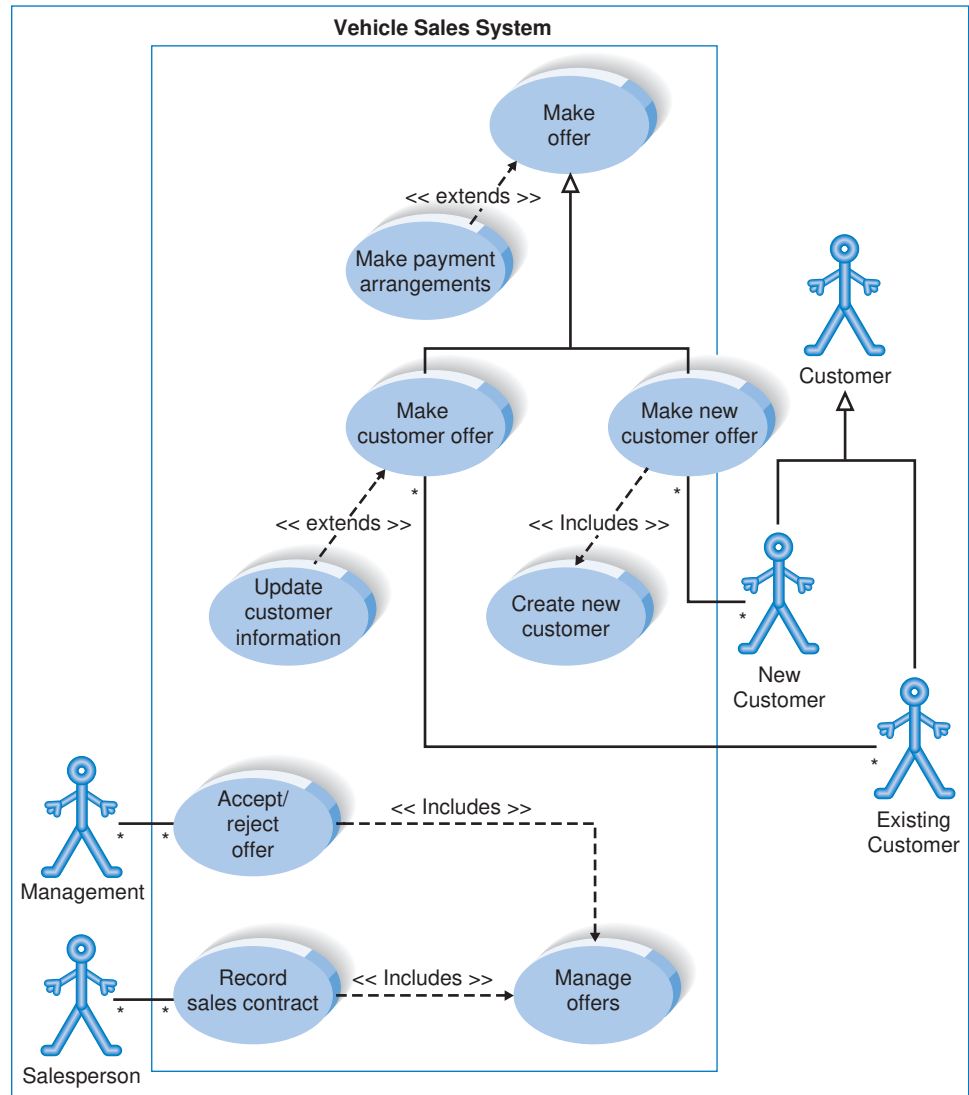 Vehicle Sales System
Make
offer
<< extends >>
Make payment
arrangements
Customer
Make
customer offer
Make new
customer offer
*
*
<< extends >>
<< Includes >>
Update
customer
information
Create new
customer
*
New
Customer
*
Existing
Customer
Accept/
reject
offer
<< Includes >>
*
*
Management
Record
sales contract
<< Includes >>
Manage
offers
*
*
Salesperson